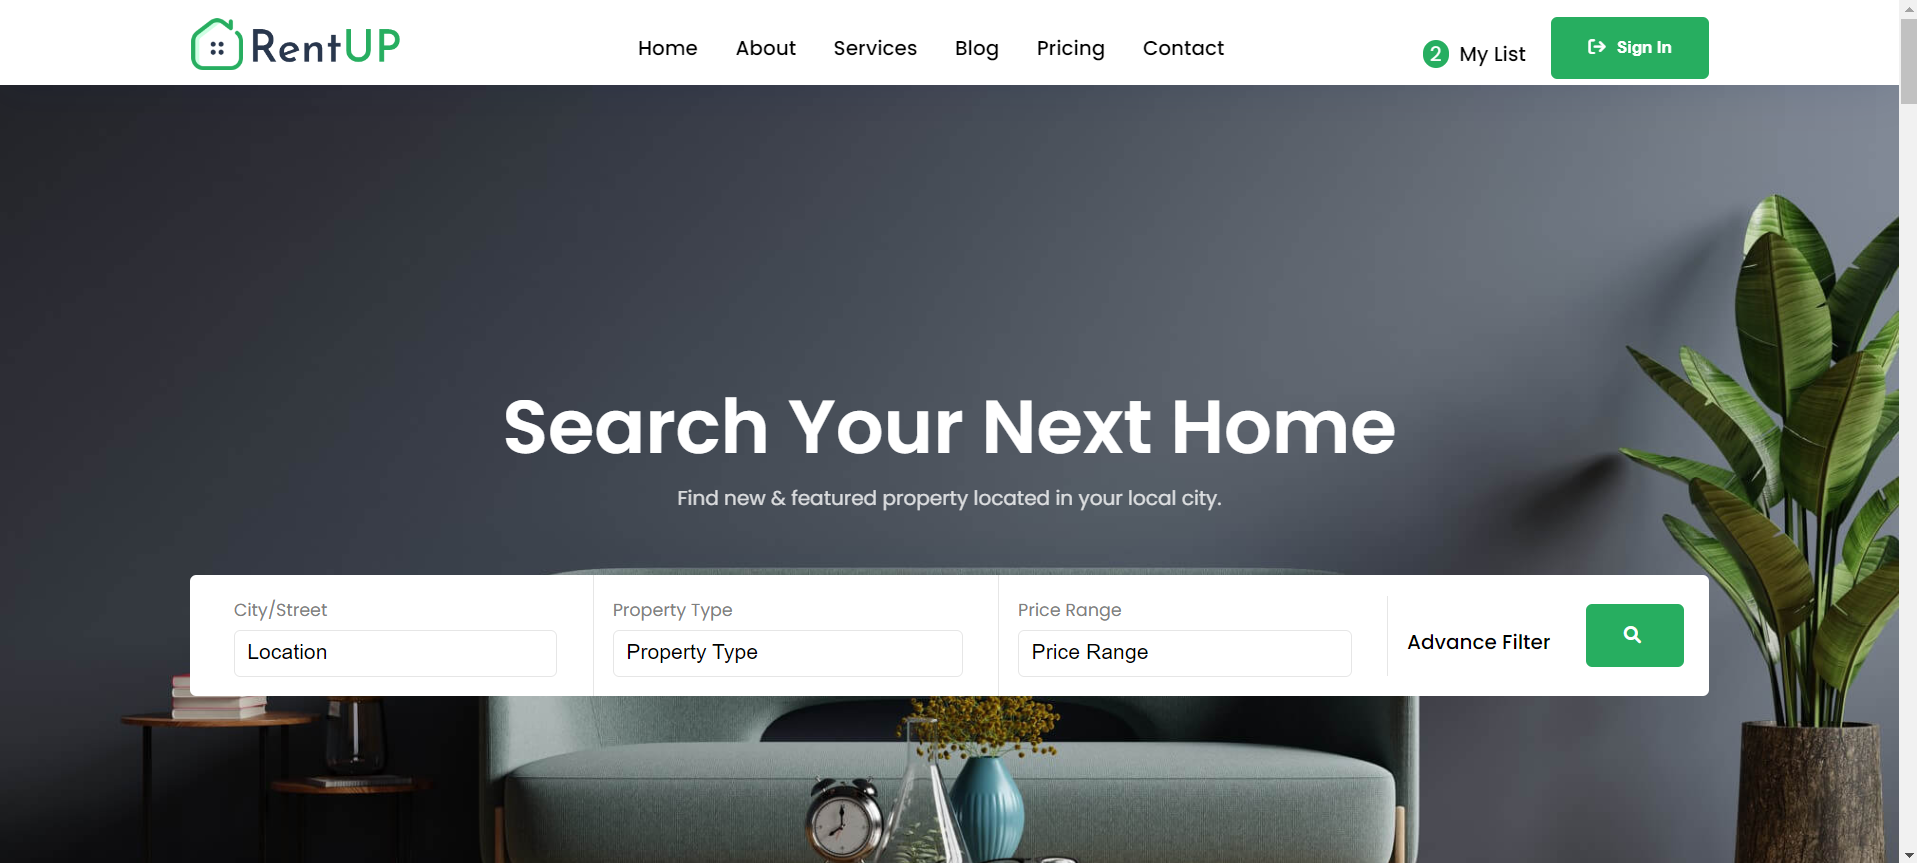 RentUP
Home About Services Blog Pricing Contact
2 My List
Sign In
Search Your Next Home
Find new & featured property located in your local city.
City/Street
Location
Property Type
Property Type
Price Range
Price Range
Advance Filter